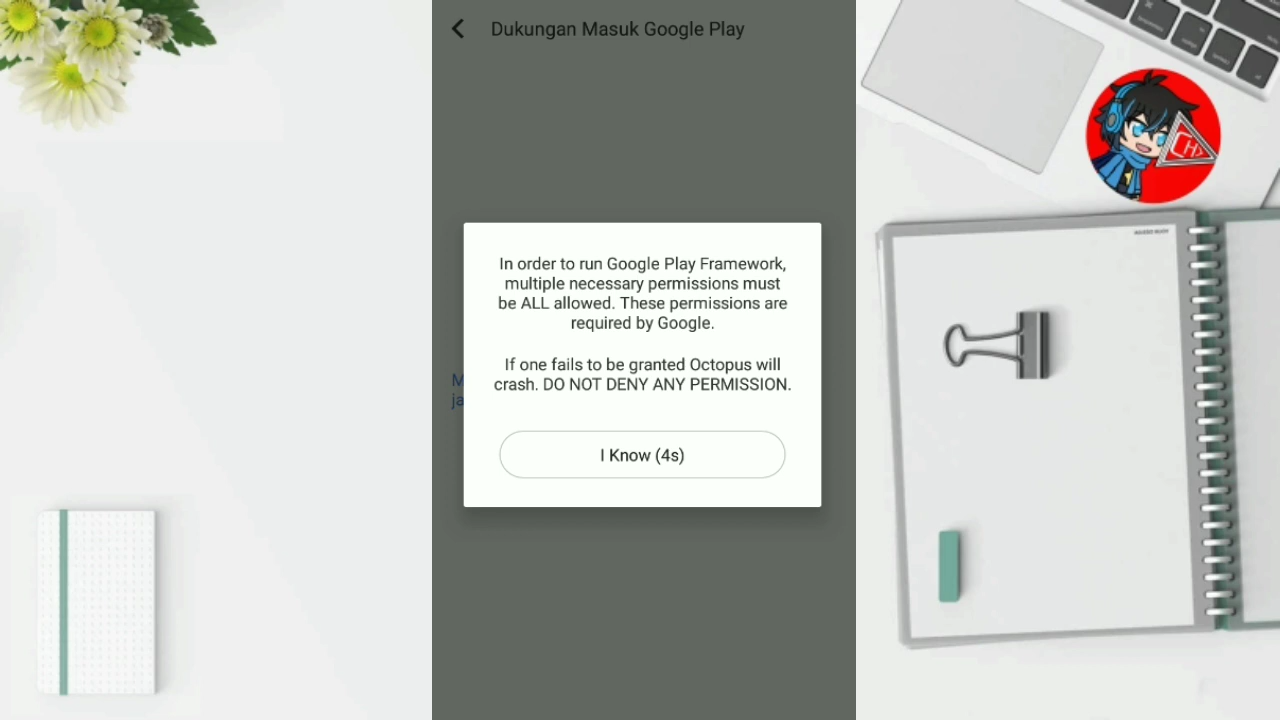 Dukungan Masuk Google Play
In order to run Google Play Framework,
multiple necessary permissions must
be ALL allowed. These permissions are
required by Google.
If one fails to be granted Octopus will
crash. DO NOT DENY ANY PERMISSION.
M
ja
I Know (4s)
CH